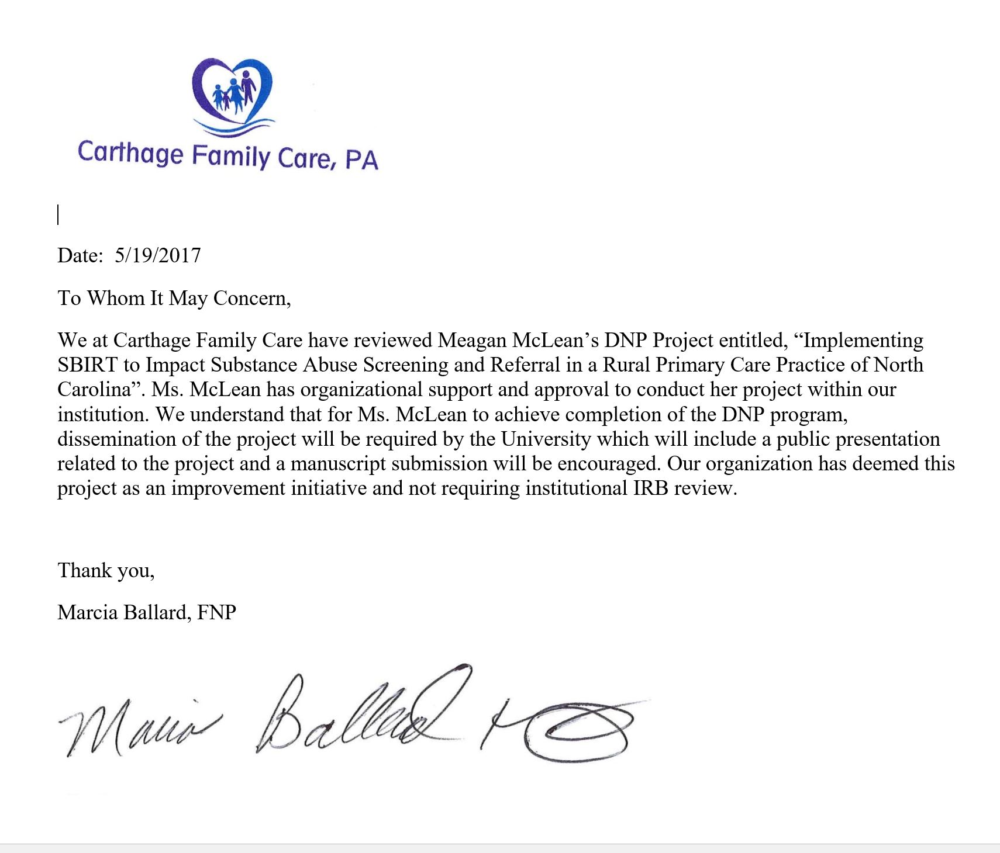 Carthage Family Care, PA
Date:  5/19/2017
To Whom It May Concern,
We at Carthage Family Care have reviewed Meagan McLean’s DNP Project entitled, “Implementing
SBIRT to Impact Substance Abuse Screening and Referral in a Rural Primary Care Practice of North
Carolina”. Ms. McLean has organizational support and approval to conduct her project within our
institution. We understand that for Ms. McLean to achieve completion of the DNP program,
dissemination of the project will be required by the University which will include a public presentation
related to the project and a manuscript submission will be encouraged. Our organization has deemed this
project as an improvement initiative and not requiring institutional IRB review.
Thank you,
Marcia Ballard, FNP
Marcia Ballard